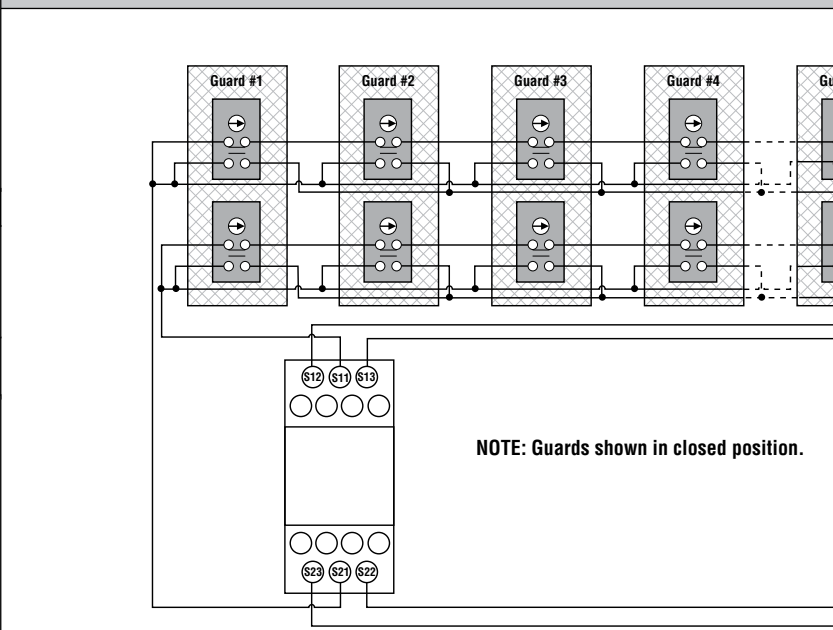 Guard #1 Guard #2 Guard #3 Guard #4 Gu
S12 S11 S13
NOTE: Guards shown in closed position.
S23 S21 S22